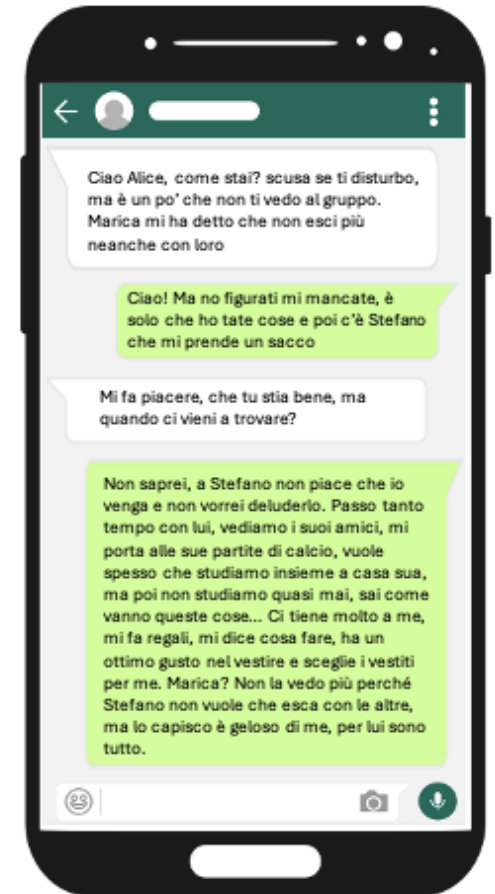 Ciao Alice, come stai? scusa se ti disturbo,
ma è un po' che non ti vedo al gruppo.
Marica mi ha detto che non esci più
neanche con loro
Ciao! Ma no figurati mi mancate, è
solo che ho tate cose e poi c'è Stefano
che mi prende un sacco
Mi fa piacere, che tu stia bene, ma
quando ci vieni a trovare?
Non saprei, a Stefano non piace che io
venga e non vorrei deluderlo. Passo tanto
tempo con lui, vediamo i suoi amici, mi
porta alle sue partite di calcio, vuole
spesso che studiamo insieme a casa sua,
ma poi non studiamo quasi mai, sai come
vanno queste cose... Ci tiene molto a me,
mi fa regali, mi dice cosa fare, ha un
ottimo gusto nel vestire e sceglie i vestiti
per me. Marica? Non la vedo più perché
Stefano non vuole che esca con le altre,
ma lo capisco è geloso di me, per lui sono
tutto.